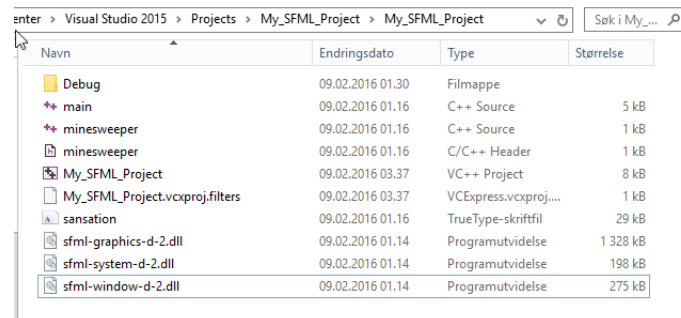 enter › Visual Studio 2015 › Projects › My_SFML_Project › My_SFML_Project Søk i My_...
Navn Endringsdato Type Størrelse
Debug 09.02.2016 01.30 Filmappe
main 09.02.2016 01.16 C++ Source 5 kB
minesweeper 09.02.2016 01.16 C++ Source 1 kB
minesweeper 09.02.2016 01.16 C/C++ Header 1 kB
My_SFML_Project 09.02.2016 03.37 VC++ Project 8 kB
My_SFML_Project.vcxproj.filters 09.02.2016 03.37 VCExpress.vcxproj.... 1 kB
sansation 09.02.2016 01.16 TrueType-skriftfil 29 kB
sfml-graphics-d-2.dll 09.02.2016 01.14 Programutvidelse 1 328 kB
sfml-system-d-2.dll 09.02.2016 01.14 Programutvidelse 198 kB
sfml-window-d-2.dll 09.02.2016 01.14 Programutvidelse 275 kB